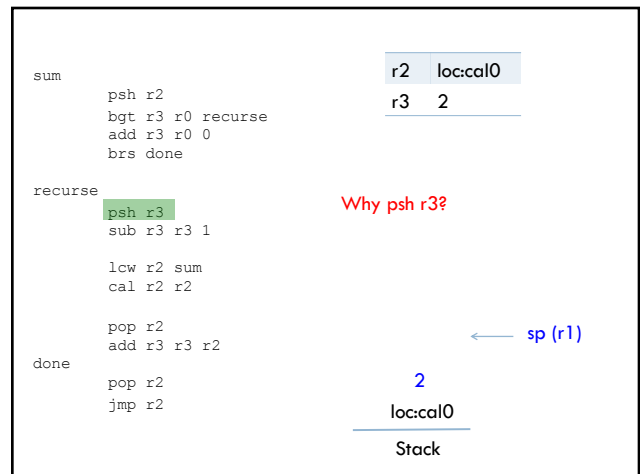 sum
psh r2
bgt r3 r0 recurse
add r3 r0 0
brs done
recurse
psh r3
sub r3 r3 1
lcw r2 sum
cal r2 r2
pop r2
add r3 r3 r2
done
pop r2
jmp r2
r2 loc:cal0
r3 2
Why psh r3?
sp (r1)
2
loc:cal0
Stack